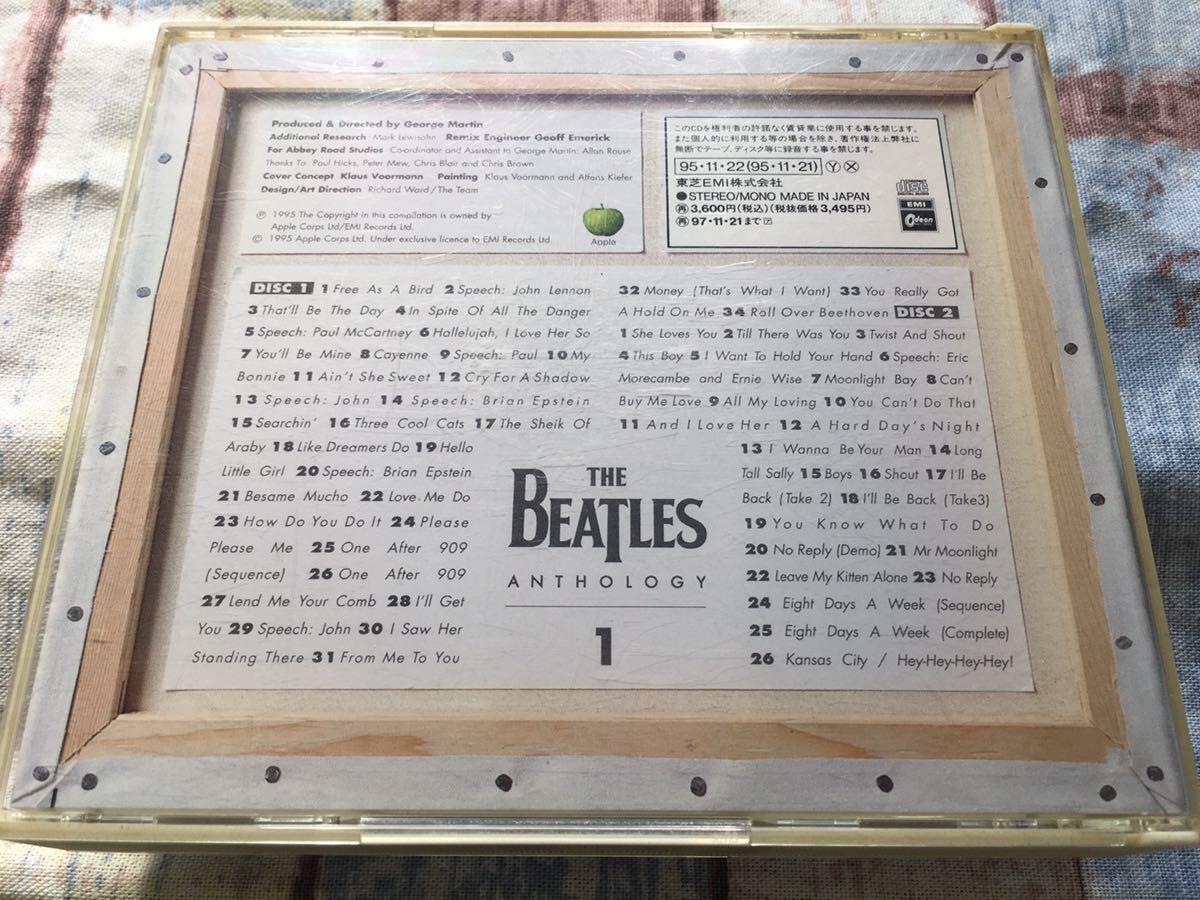 Produced & Directed by George Martin
Additional Research Mark Lewisohn Remix Engineer Geoff Emerick
For Abbey Road Studios Co-ordinator and Assistant to George Martin: Allan Rouse
Thanks To Paul Hicks, Peter Mew, Chris Blair and Chris Brown
Cover Concept Klaus Voormann Painting Klaus Voormann and Alfons Kiefer
Design/Art Direction Richard Ward/The Team
℗ 1995 The Copyright in this compilation is owned by
Apple Corps Ltd/EMI Records Ltd.
© 1995 Apple Corps Ltd. Under exclusive licence to EMI Records Ltd.
Apple
このCDを権利者の許諾なく賃貸業に使用する事を禁じます。
また個人的に利用する等の場合を除き、著作権法上弊社に
無断でテープ、ディスク等に録音する事を禁じます。
95・11・22(95・11・21) Ⓨ Ⓧ
東芝EMI株式会社
●STEREO/MONO MADE IN JAPAN
㊢3,600円(税込)(税抜価格3,495円)
97・11・21まで
COMPACT disc DIGITAL AUDIO
EMI
Odeon
DISC 1 1 Free As A Bird 2 Speech: John Lennon
3 That'll Be The Day 4 In Spite Of All The Danger
5 Speech: Paul McCartney 6 Hallelujah, I Love Her So
7 You'll Be Mine 8 Cayenne 9 Speech: Paul 10 My
Bonnie 11 Ain't She Sweet 12 Cry For A Shadow
13 Speech: John 14 Speech: Brian Epstein
15 Searchin' 16 Three Cool Cats 17 The Sheik Of
Araby 18 Like Dreamers Do 19 Hello
Little Girl 20 Speech: Brian Epstein
21 Besame Mucho 22 Love Me Do
23 How Do You Do It 24 Please
Please Me 25 One After 909
(Sequence) 26 One After 909
27 Lend Me Your Comb 28 I'll Get
You 29 Speech: John 30 I Saw Her
Standing There 31 From Me To You
32 Money (That's What I Want) 33 You Really Got
A Hold On Me 34 Roll Over Beethoven DISC 2
1 She Loves You 2 Till There Was You 3 Twist And Shout
4 This Boy 5 I Want To Hold Your Hand 6 Speech: Eric
Morecambe and Ernie Wise 7 Moonlight Bay 8 Can't
Buy Me Love 9 All My Loving 10 You Can't Do That
11 And I Love Her 12 A Hard Day's Night
13 I Wanna Be Your Man 14 Long
Tall Sally 15 Boys 16 Shout 17 I'll Be
Back (Take 2) 18 I'll Be Back (Take3)
19 You Know What To Do
20 No Reply (Demo) 21 Mr Moonlight
22 Leave My Kitten Alone 23 No Reply
24 Eight Days A Week (Sequence)
25 Eight Days A Week (Complete)
26 Kansas City / Hey-Hey-Hey-Hey!
THE
BEATLES
ANTHOLOGY
1